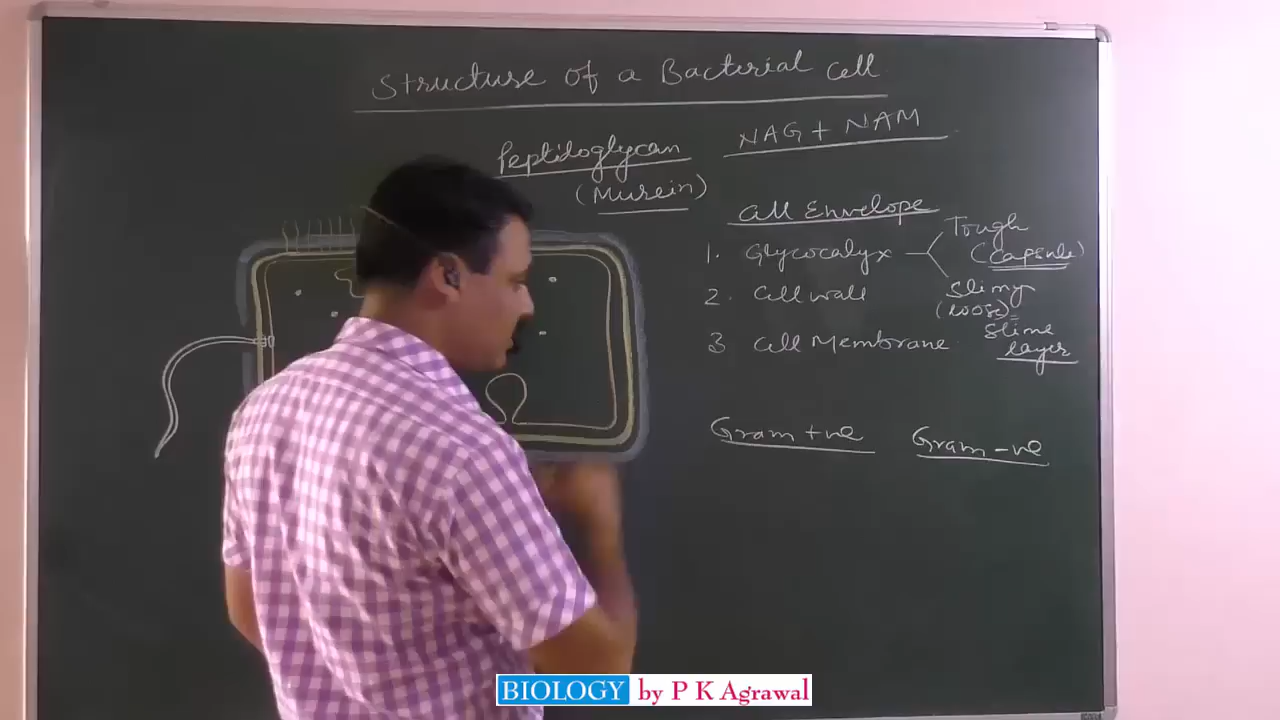 Structure of a Bacterial Cell
Peptidoglycan
(Murein)
NAG + NAM
Cell Envelope
1. Glycocalyx
Tough
(Capsule)
Slimy
(loose)=
Slime
layer
2. Cell wall
3 Cell Membrane
Gram +ve
Gram -ve
BIOLOGY by P K Agrawal